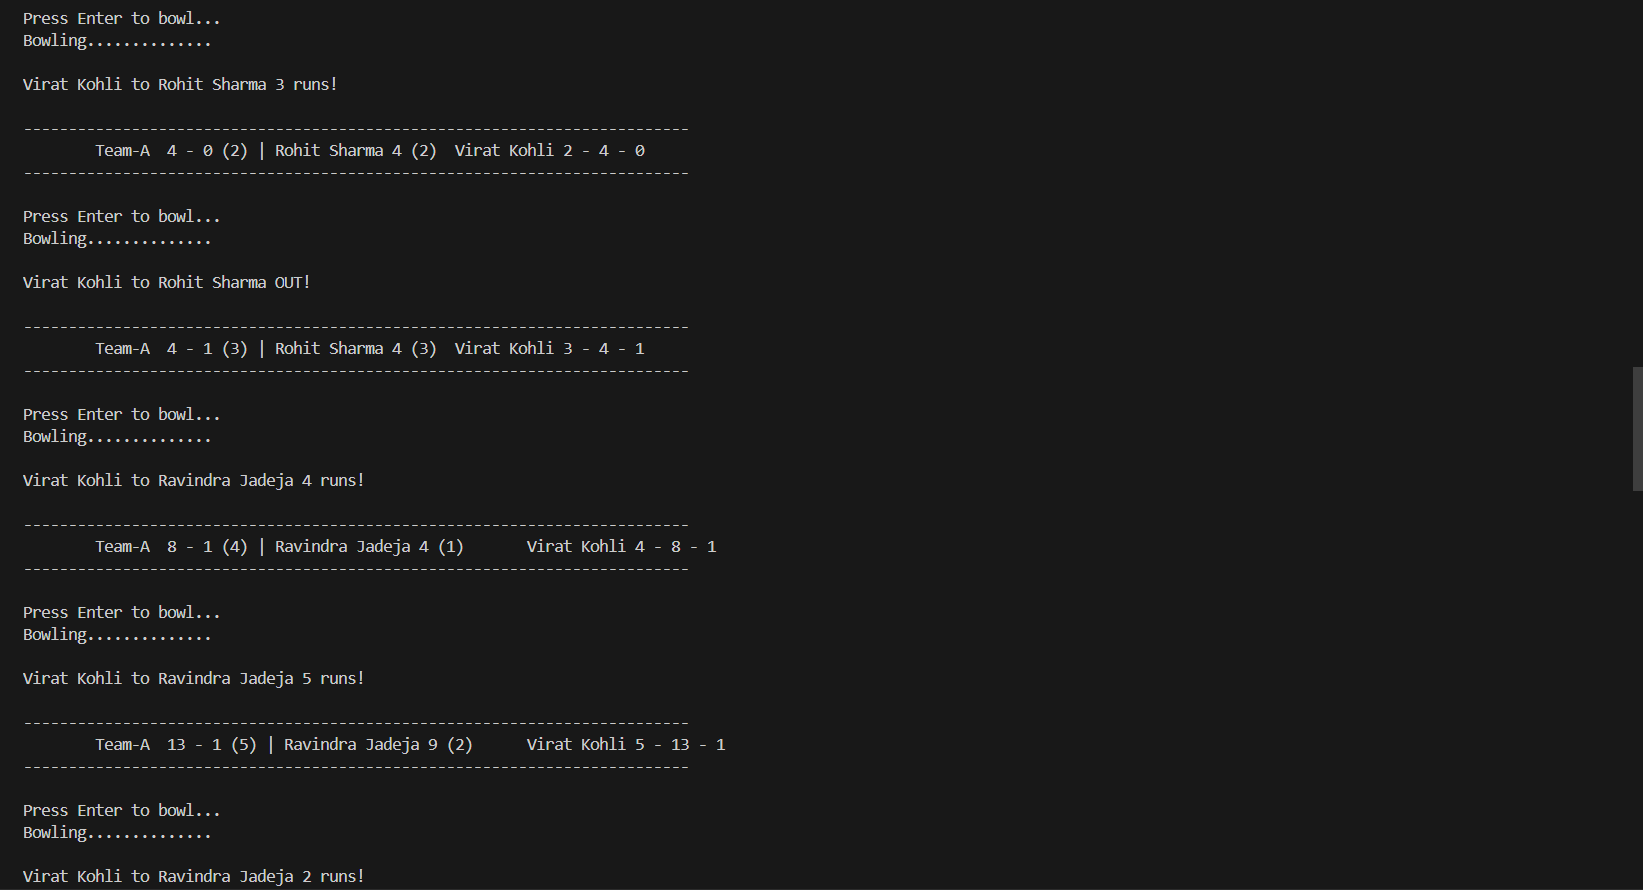 Press Enter to bowl...
Bowling..............
Virat Kohli to Rohit Sharma 3 runs!
--------------------------------------------------------------------------
Team-A  4 - 0 (2) | Rohit Sharma 4 (2)  Virat Kohli 2 - 4 - 0
--------------------------------------------------------------------------
Press Enter to bowl...
Bowling..............
Virat Kohli to Rohit Sharma OUT!
--------------------------------------------------------------------------
Team-A  4 - 1 (3) | Rohit Sharma 4 (3)  Virat Kohli 3 - 4 - 1
--------------------------------------------------------------------------
Press Enter to bowl...
Bowling..............
Virat Kohli to Ravindra Jadeja 4 runs!
--------------------------------------------------------------------------
Team-A  8 - 1 (4) | Ravindra Jadeja 4 (1)       Virat Kohli 4 - 8 - 1
--------------------------------------------------------------------------
Press Enter to bowl...
Bowling..............
Virat Kohli to Ravindra Jadeja 5 runs!
--------------------------------------------------------------------------
Team-A  13 - 1 (5) | Ravindra Jadeja 9 (2)      Virat Kohli 5 - 13 - 1
--------------------------------------------------------------------------
Press Enter to bowl...
Bowling..............
Virat Kohli to Ravindra Jadeja 2 runs!